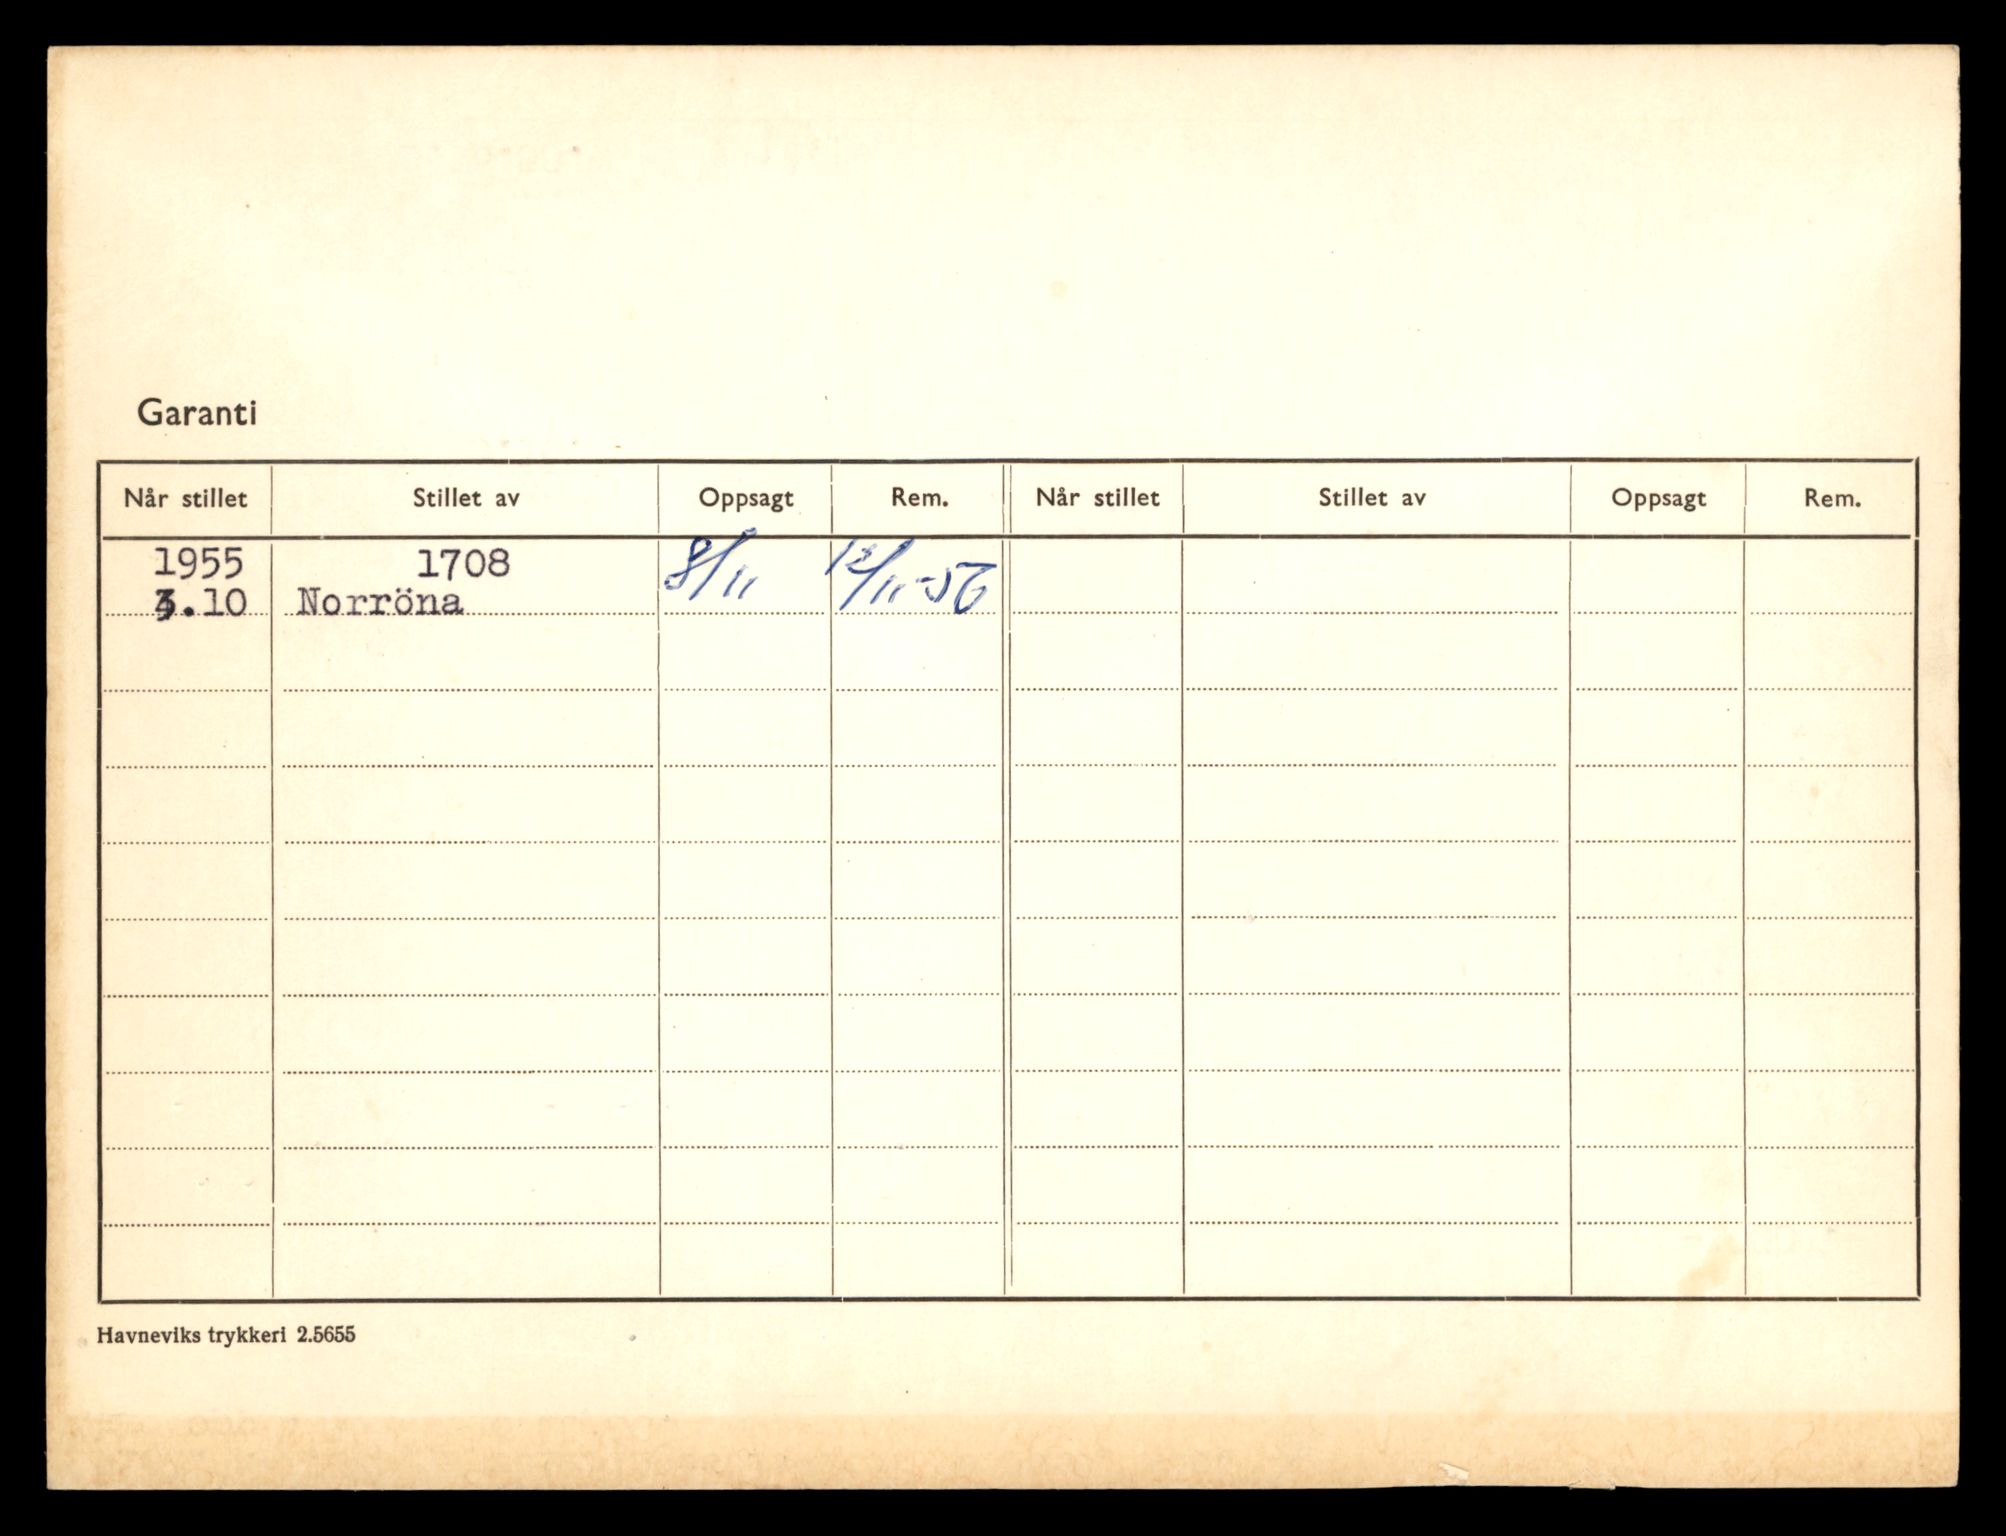 Garanti
Når stillet Stillet av Oppsagt Rem. Når stillet Stillet av Oppsagt Rem.
1955 1708 8/11 12/11-56
3.10 Norröna
Havneviks trykkeri 2.5655